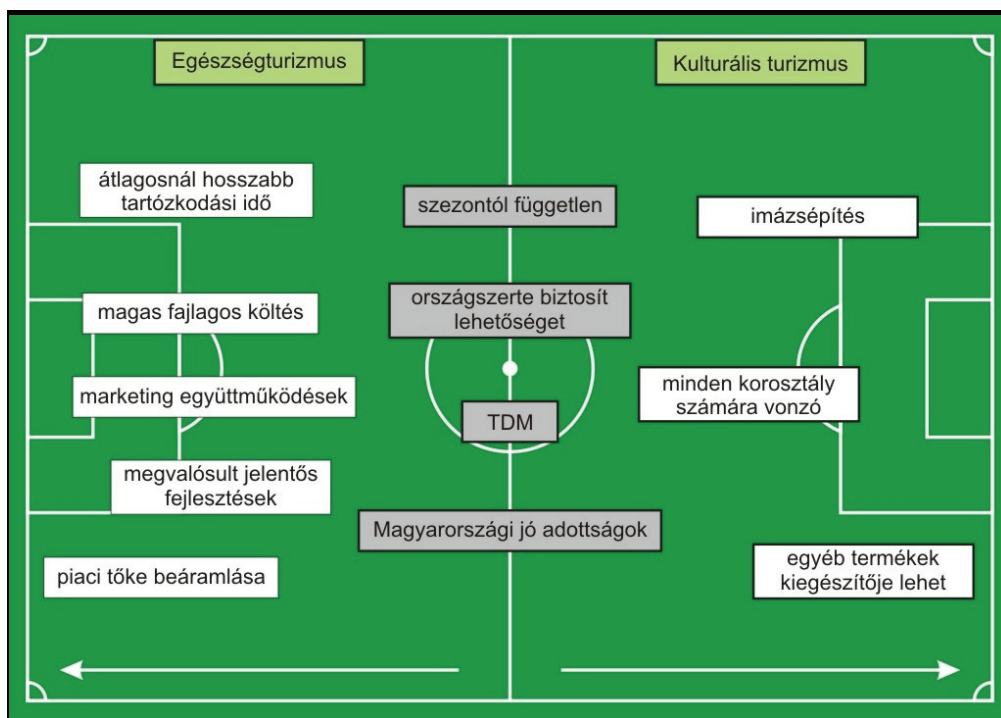 Egészségturizmus
Kulturális turizmus
átlagosnál hosszabb
tartózkodási idő
magas fajlagos költés
marketing együttműködések
megvalósult jelentős
fejlesztések
piaci tőke beáramlása
szezontól független
országszerte biztosít
lehetőséget
TDM
Magyarországi jó adottságok
imázsépítés
minden korosztály
számára vonzó
egyéb termékek
kiegészítője lehet